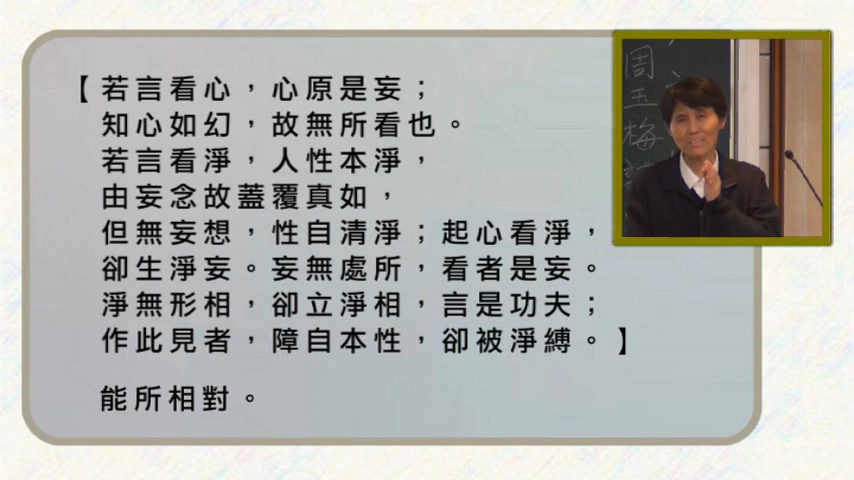 【若言看心，心原是妄；
知心如幻，故無所看也。
若言看淨，人性本淨，
由妄念故蓋覆真如，
但無妄想，性自清淨；起心看淨，
卻生淨妄。妄無處所，看者是妄。
淨無形相，卻立淨相，言是功夫；
作此見者，障自本性，卻被淨縛。】
能所相對。
周玉梅講